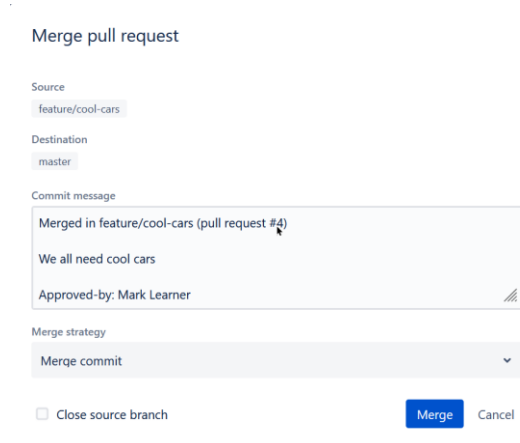 Merge pull request
Source
feature/cool-cars
Destination
master
Commit message
Merged in feature/cool-cars (pull request #4)
We all need cool cars
Approved-by: Mark Learner
Merge strategy
Merge commit
Close source branch
Merge
Cancel